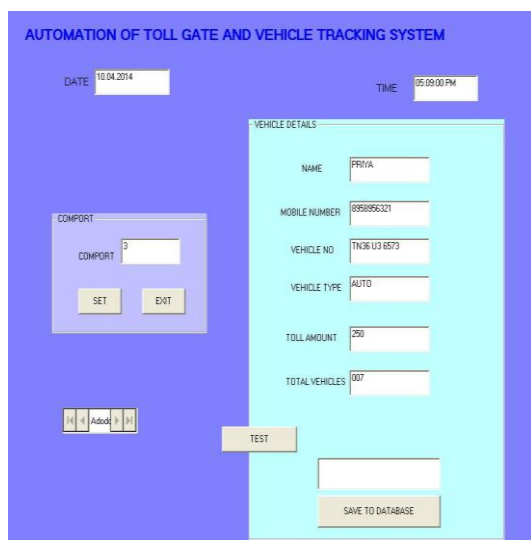 AUTOMATION OF TOLL GATE AND VEHICLE TRACKING SYSTEM
DATE 10.04.2014
TIME 05:09:00 PM
VEHICLE DETAILS
NAME PRIYA
MOBILE NUMBER 8958956321
COMPORT
COMPORT 3
VEHICLE NO TN36 U3 6573
VEHICLE TYPE AUTO
SET EXIT
TOLL AMOUNT 250
TOTAL VEHICLES 007
Adodc
TEST
SAVE TO DATABASE